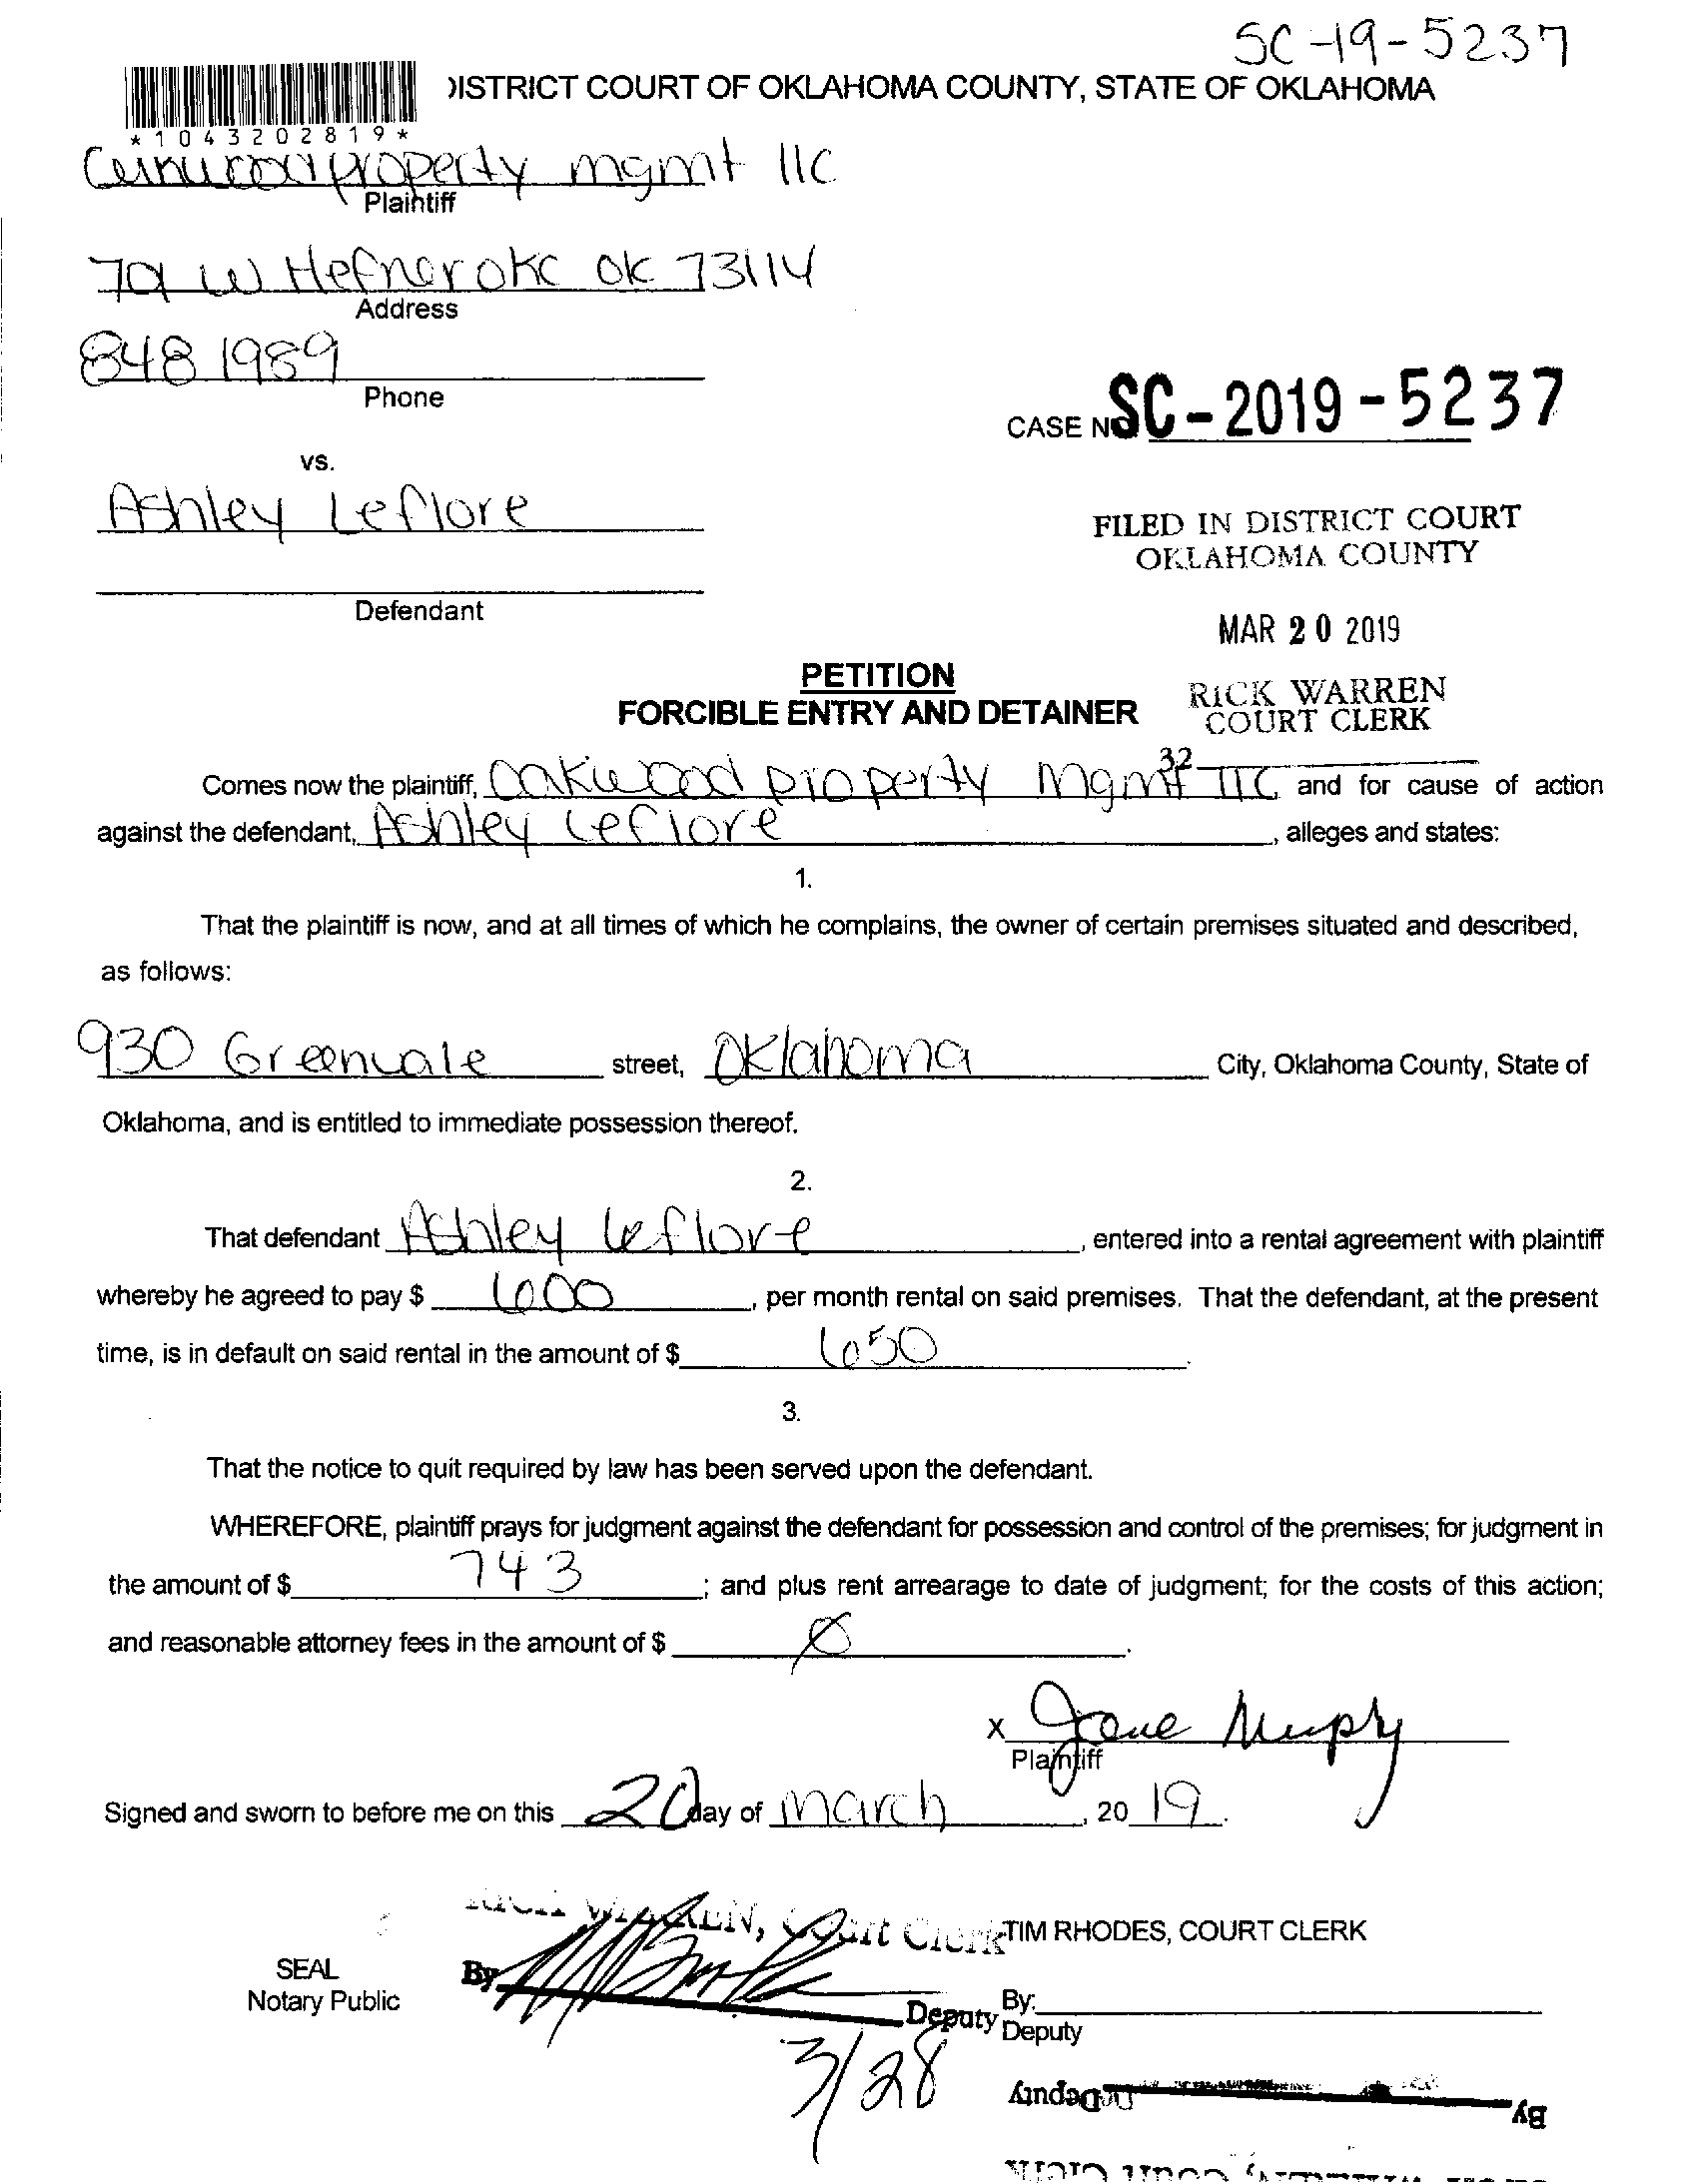 SC-19-5237
DISTRICT COURT OF OKLAHOMA COUNTY, STATE OF OKLAHOMA
*1043202819*
property mgmt llc
Plaintiff
701 W Hefner OKC OK 73114
Address
848 1989
Phone
CASE NO. SC-2019-5237
vs.
Ashley Leflore
FILED IN DISTRICT COURT
OKLAHOMA COUNTY
Defendant
MAR 20 2019
PETITION
FORCIBLE ENTRY AND DETAINER
RICK WARREN
COURT CLERK
32
Comes now the plaintiff, Oakwood property Mgmt LLC and for cause of action
against the defendant, Ashley Leflore, alleges and states:
1.
That the plaintiff is now, and at all times of which he complains, the owner of certain premises situated and described,
as follows:
930 Greenvale street, Oklahoma City, Oklahoma County, State of
Oklahoma, and is entitled to immediate possession thereof.
2.
That defendant Ashley Leflore, entered into a rental agreement with plaintiff
whereby he agreed to pay $ 600, per month rental on said premises. That the defendant, at the present
time, is in default on said rental in the amount of $ 650.
3.
That the notice to quit required by law has been served upon the defendant.
WHEREFORE, plaintiff prays for judgment against the defendant for possession and control of the premises; for judgment in
the amount of $ 743; and plus rent arrearage to date of judgment; for the costs of this action;
and reasonable attorney fees in the amount of $ Ø.
X Murphy
Plaintiff
Signed and sworn to before me on this 20 day of March, 20 19.
WARREN, Court Clerk TIM RHODES, COURT CLERK
SEAL
Notary Public
By
Deputy
By:
Deputy
3/28
Deputy
By
Court Clerk